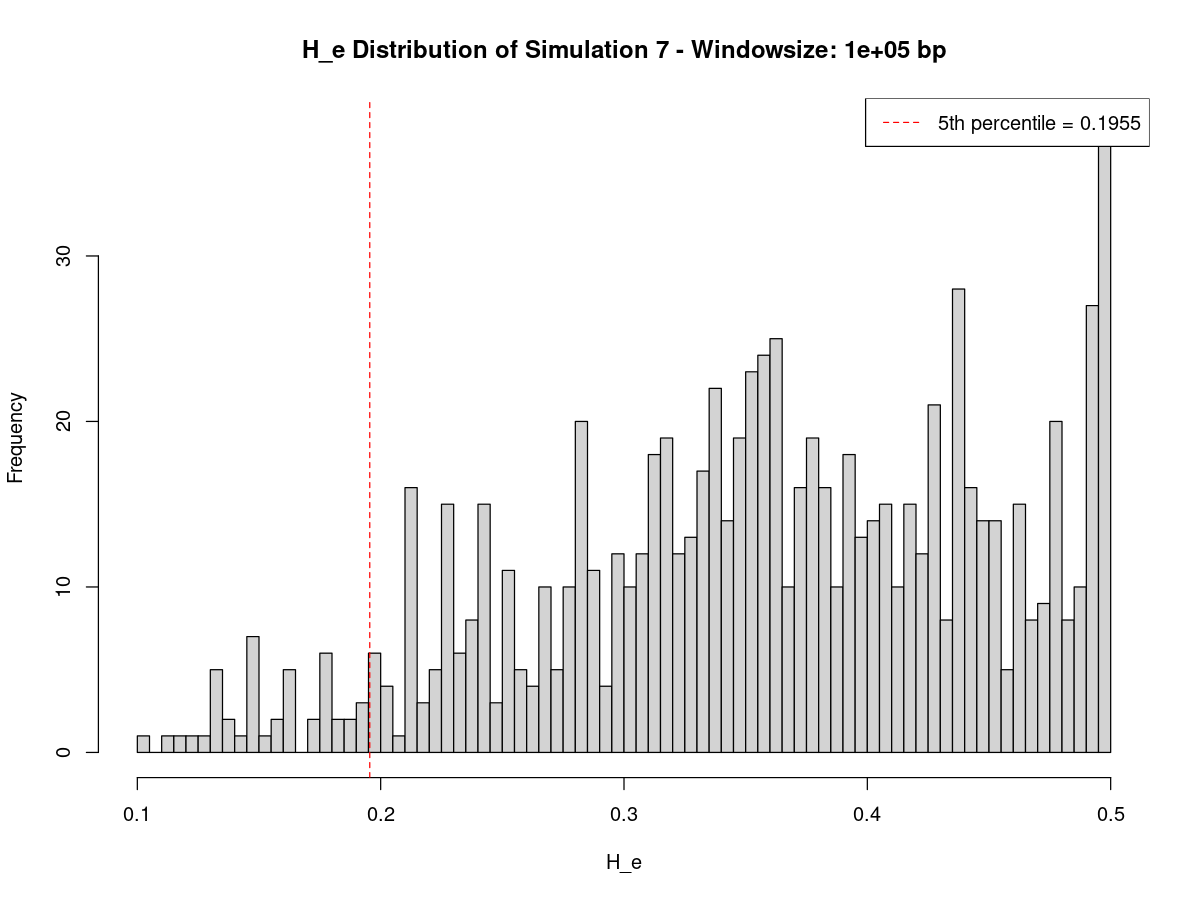 H_e Distribution of Simulation 7 - Windowsize: 1e+05 bp
5th percentile = 0.1955
30
20
10
0
Frequency
0.1 0.2 0.3 0.4 0.5
H_e